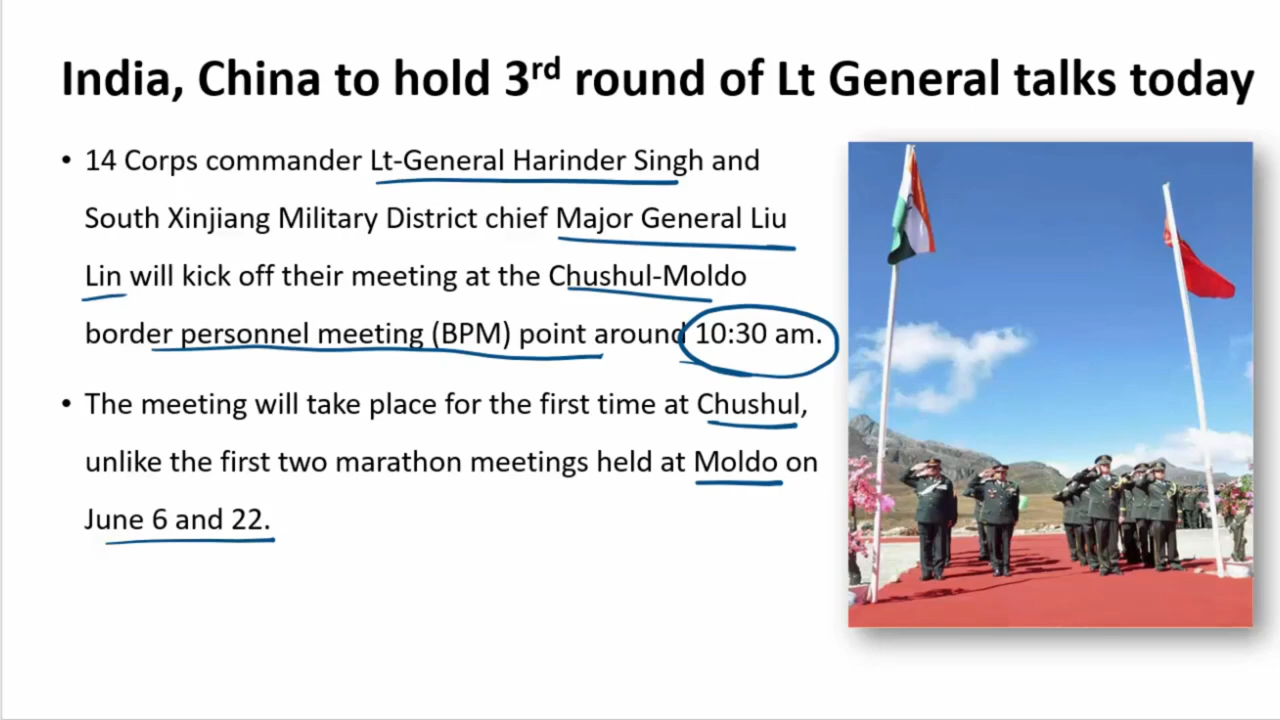 India, China to hold 3rd round of Lt General talks today
• 14 Corps commander Lt-General Harinder Singh and
South Xinjiang Military District chief Major General Liu
Lin will kick off their meeting at the Chushul-Moldo
border personnel meeting (BPM) point around 10:30 am.
• The meeting will take place for the first time at Chushul,
unlike the first two marathon meetings held at Moldo on
June 6 and 22.